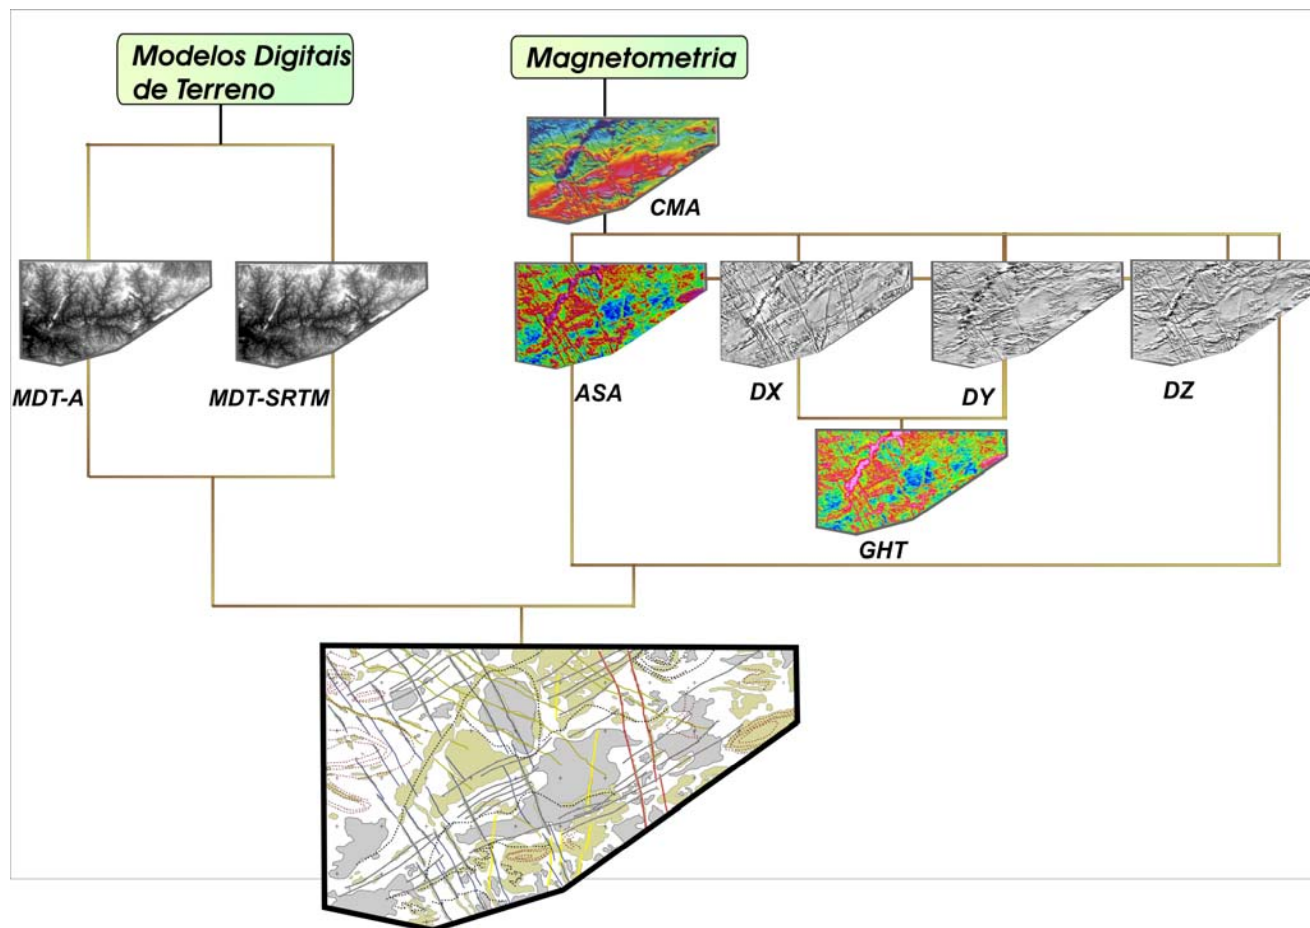 Modelos Digitais
de Terreno
Magnetometria
CMA
MDT-A
MDT-SRTM
ASA
DX
DY
DZ
GHT